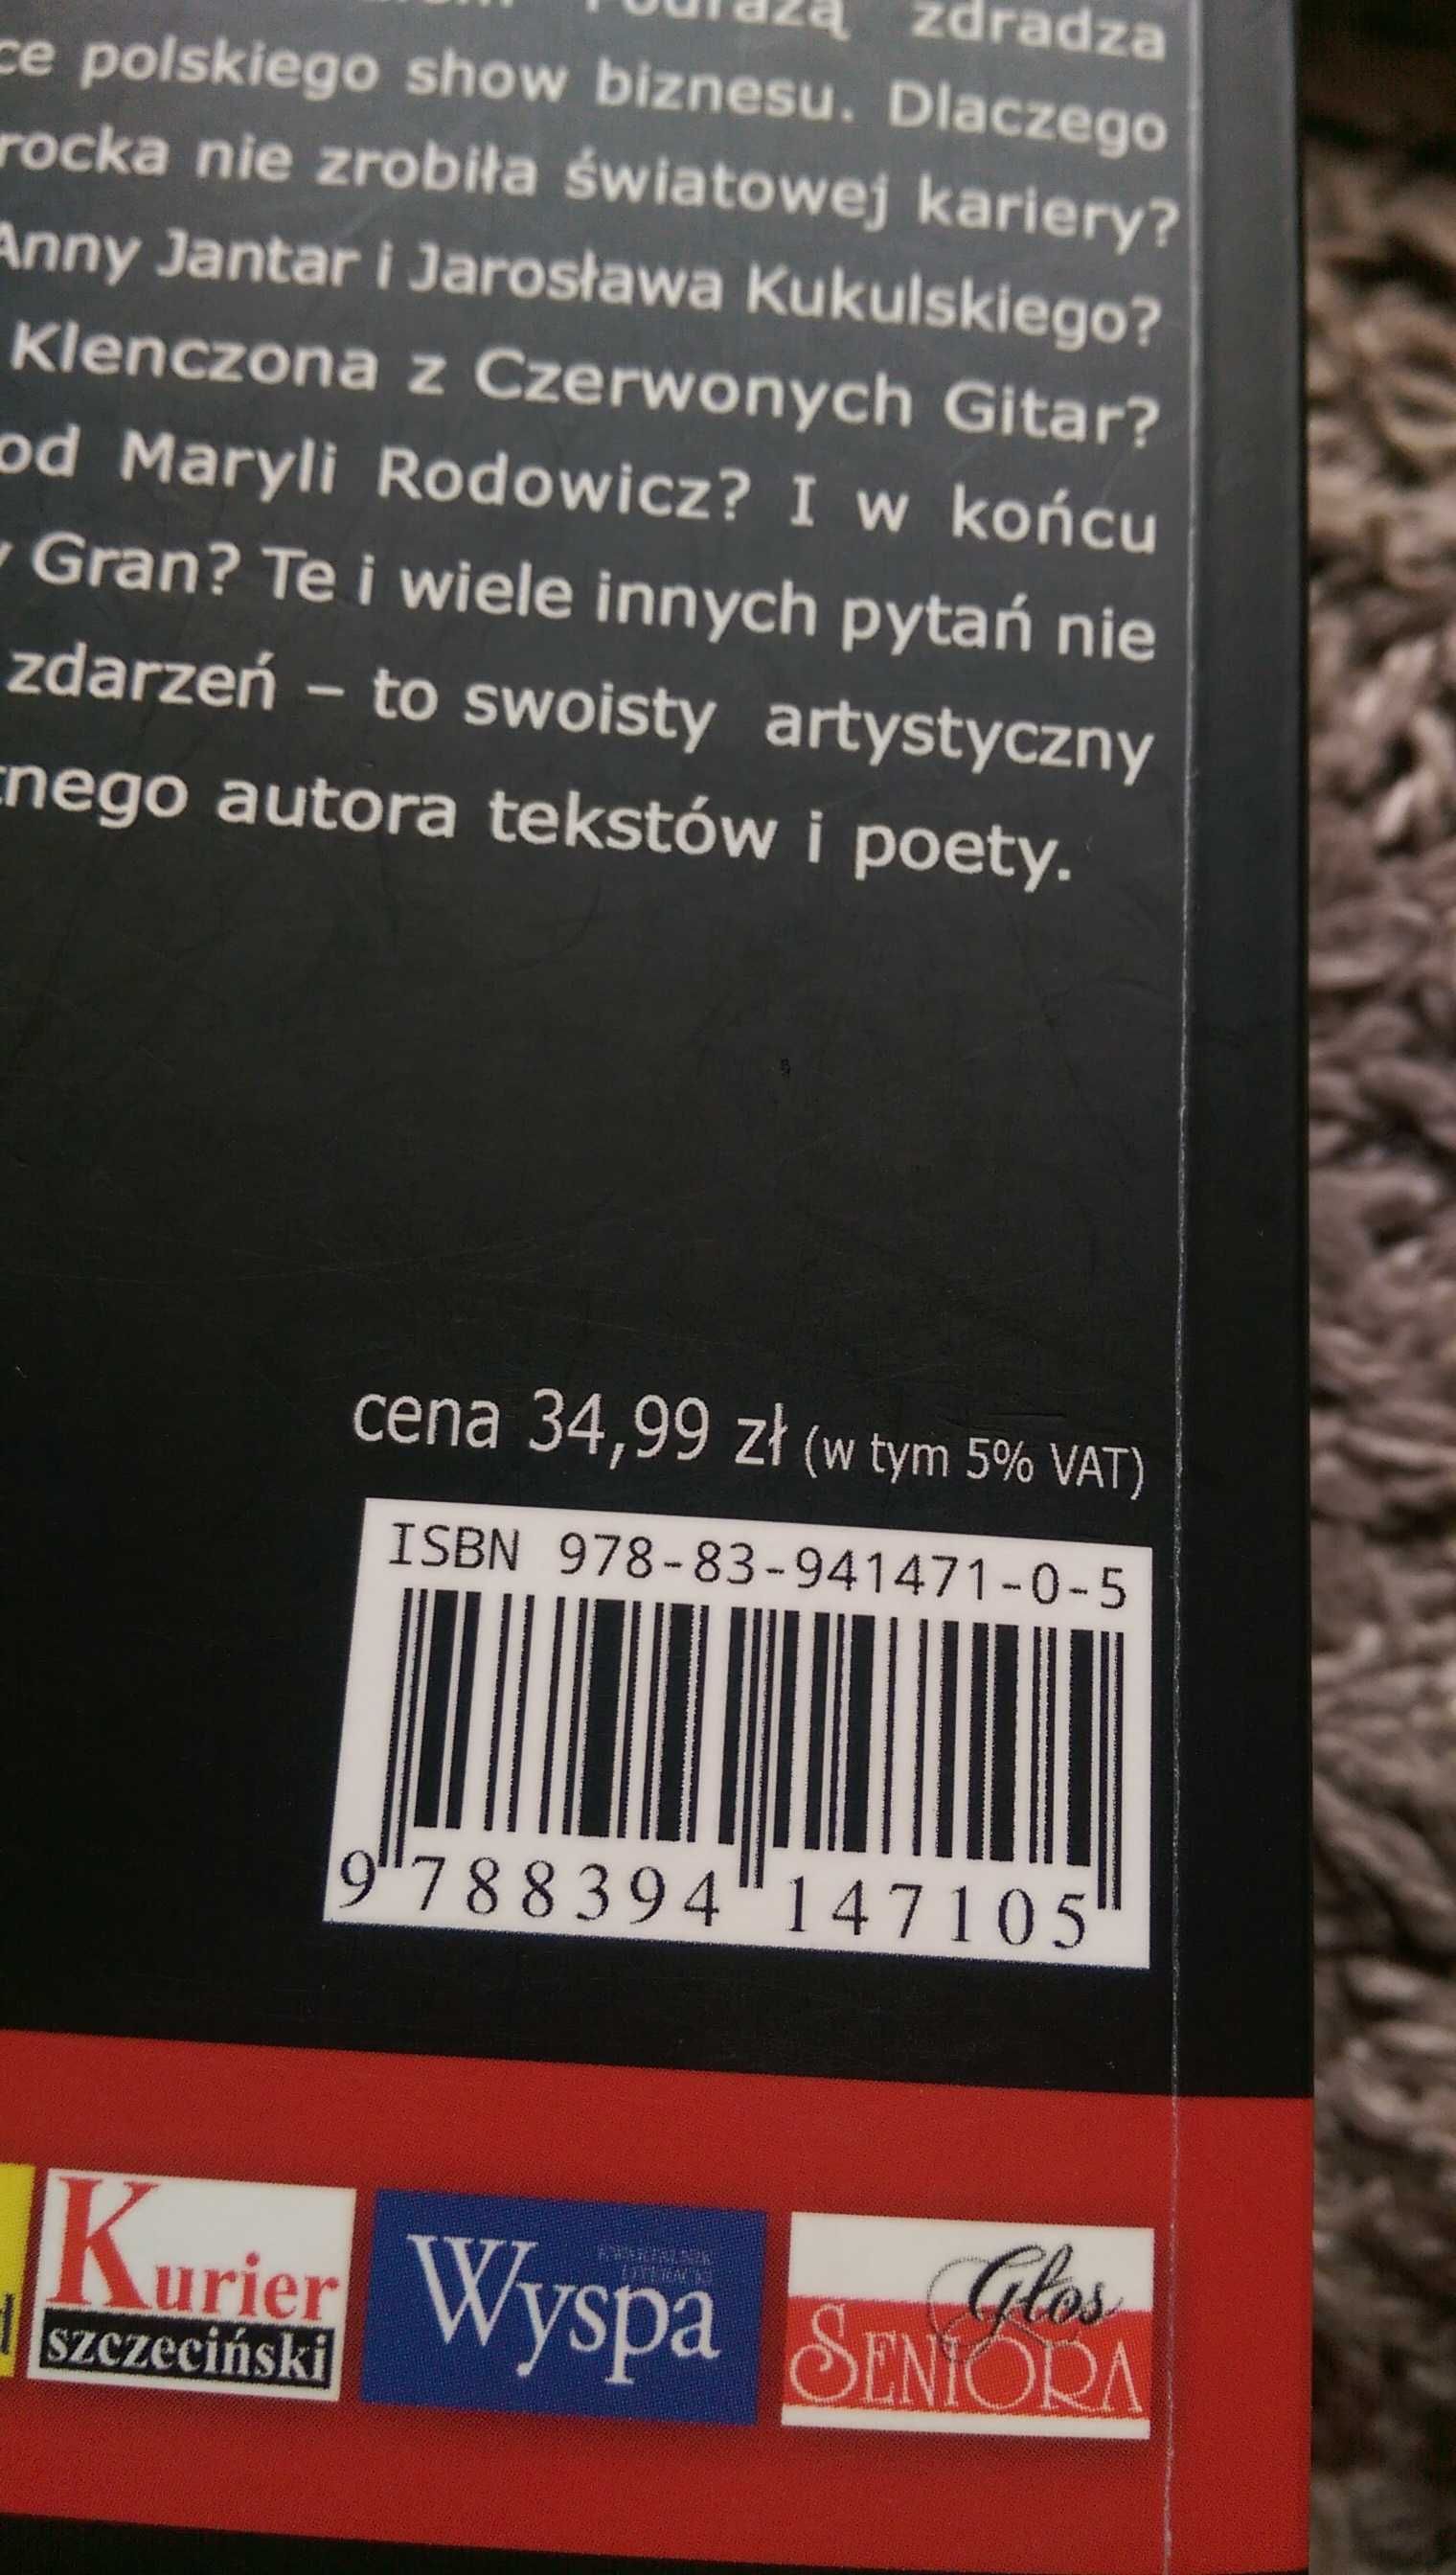 zdradza
polskiego show biznesu. Dlaczego
nie zrobiła światowej kariery?
Anny Jantar i Jarosława Kukulskiego?
Klenczona z Czerwonych Gitar?
od Maryli Rodowicz? I w końcu
Gran? Te i wiele innych pytań nie
zdarzeń – to swoisty artystyczny
autora tekstów i poety.
cena 34,99 zł (w tym 5% VAT)
ISBN 978-83-941471-0-5
9 788394 147105
Kurier
szczeciński
Wyspa
Głos
SENIORA